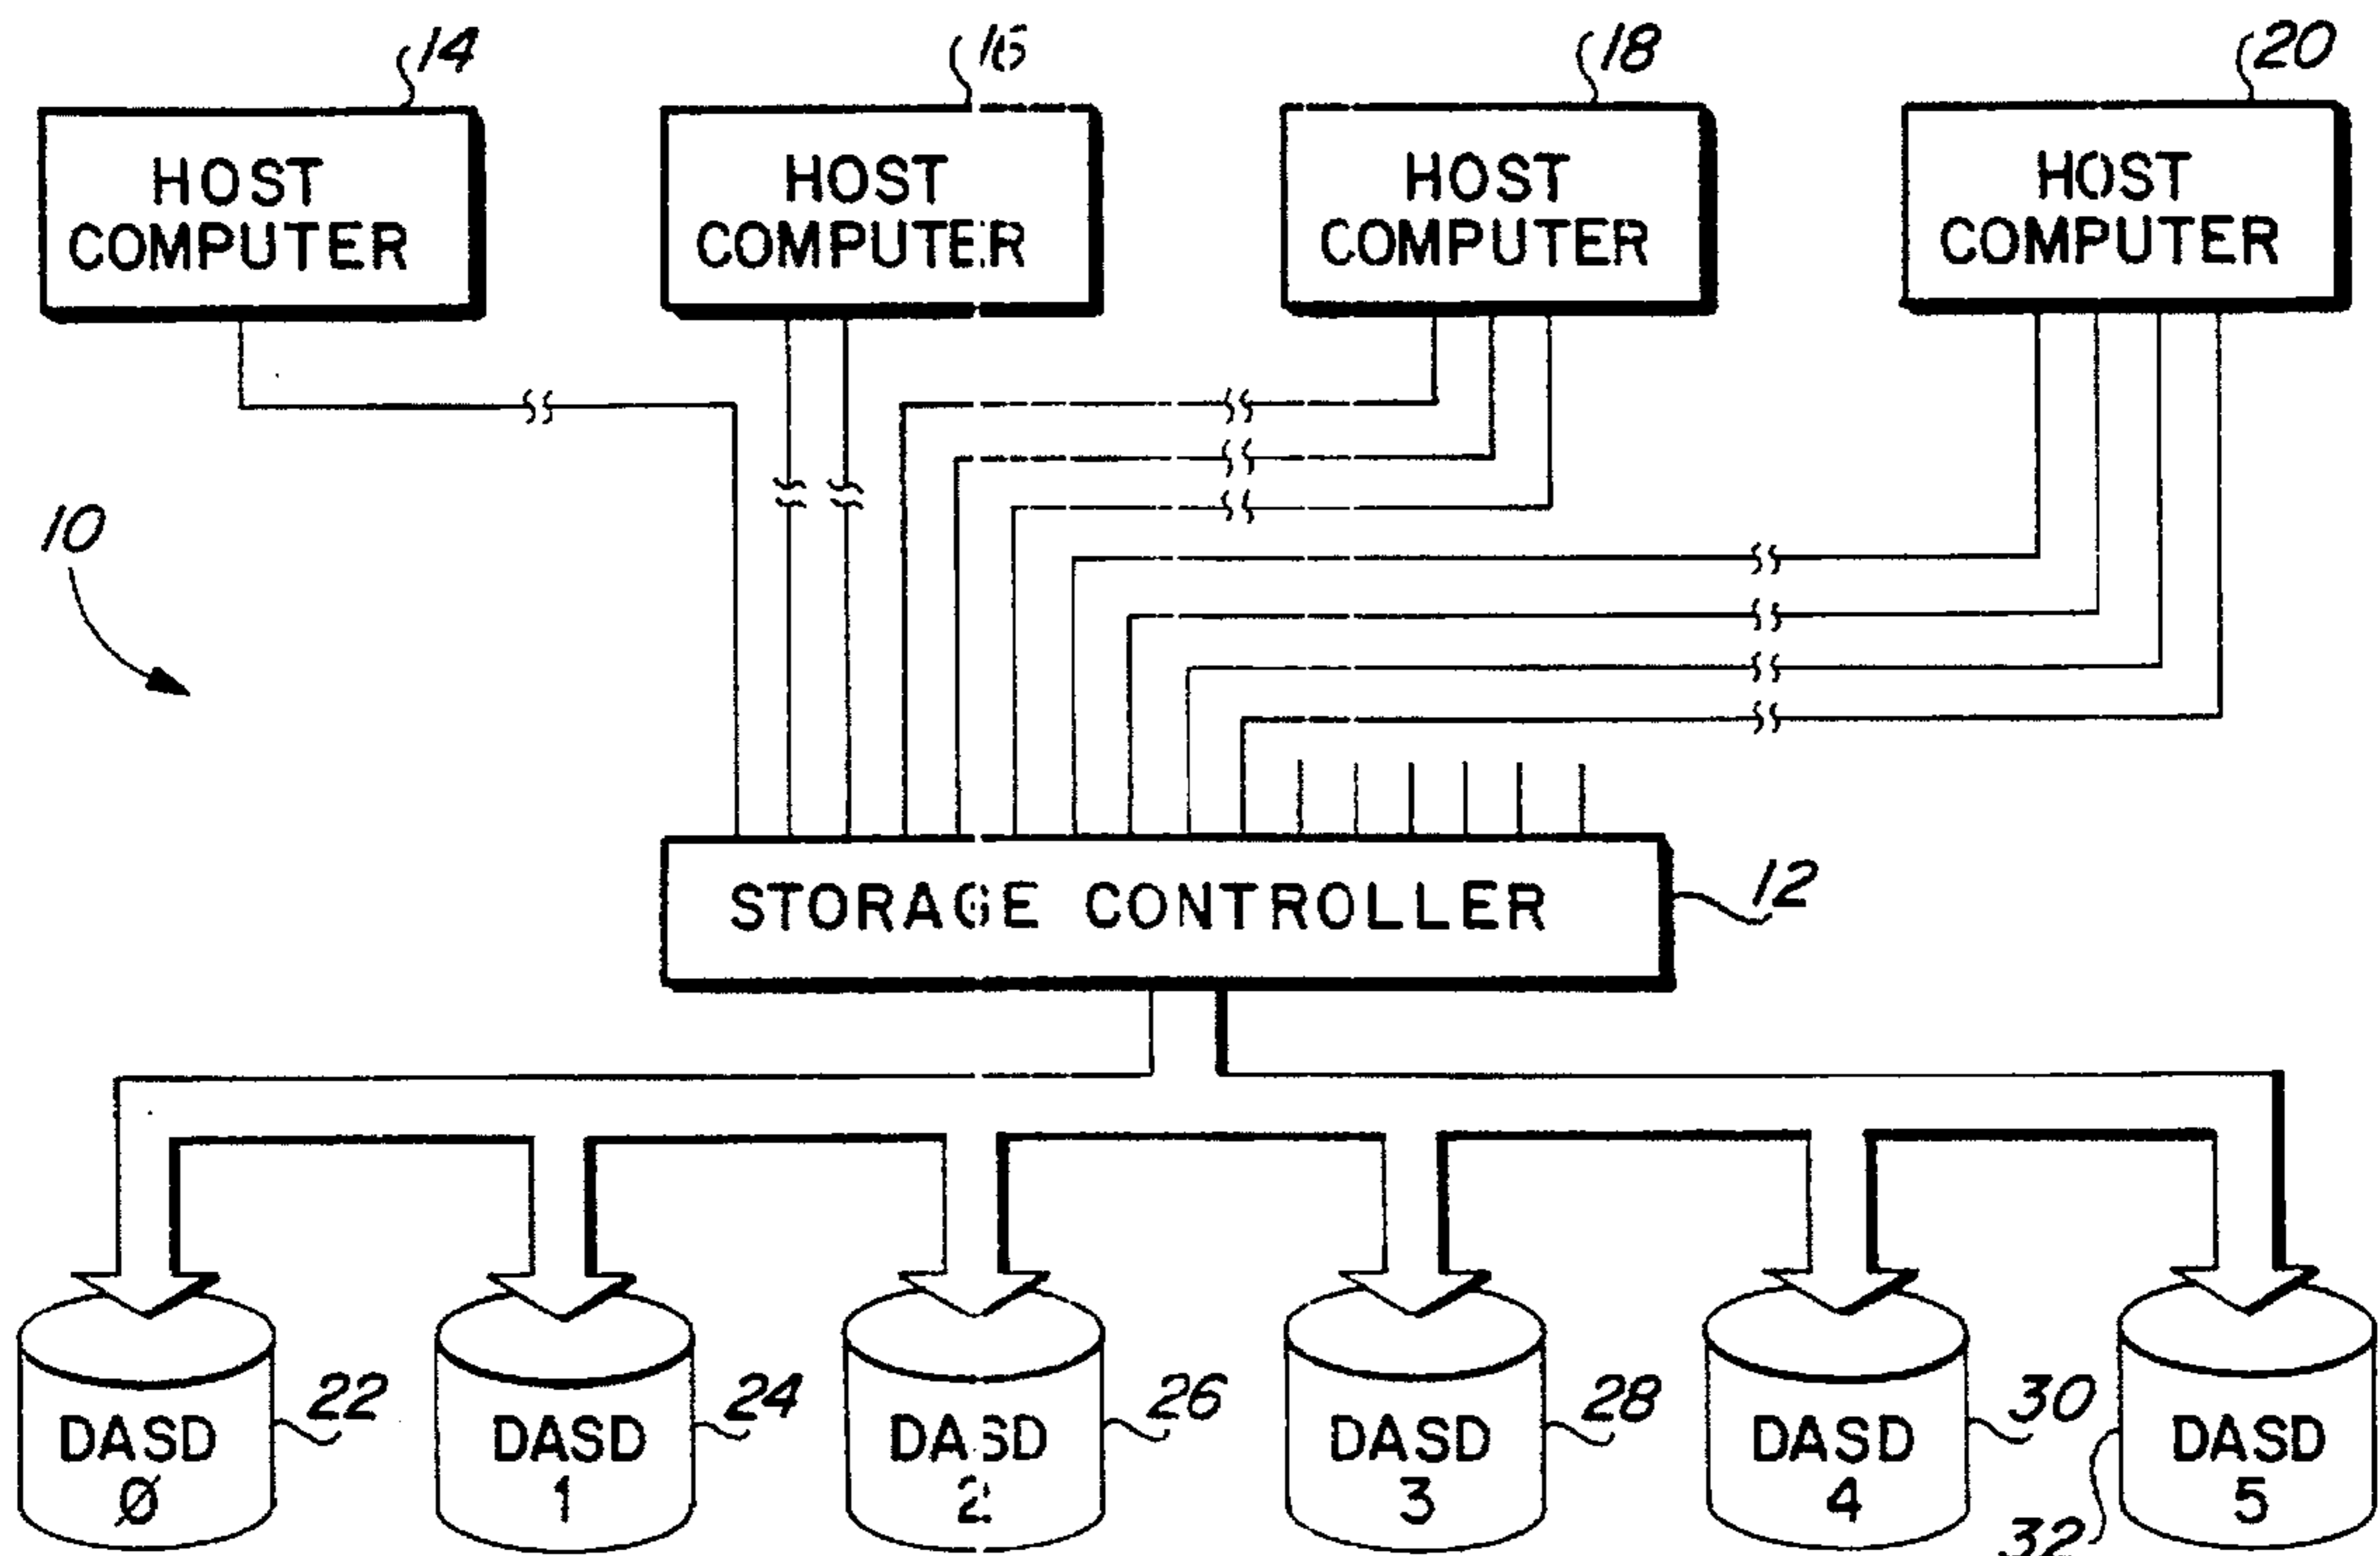 14
16
18
20
HOST
COMPUTER
HOST
COMPUTER
HOST
COMPUTER
HOST
COMPUTER
10
STORAGE CONTROLLER
12
DASD
Ø
22
DASD
1
24
DASD
2
26
DASD
3
28
DASD
4
30
DASD
5
32